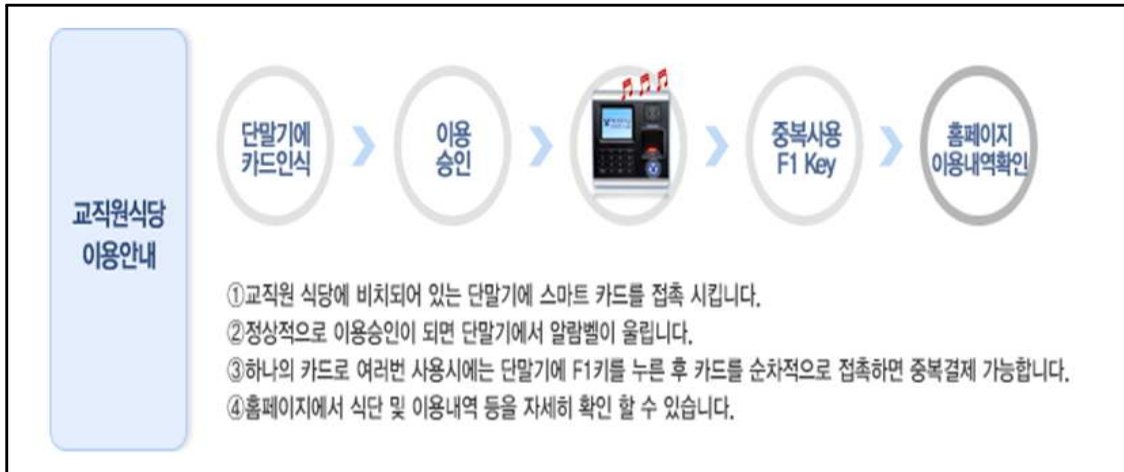 교직원식당
이용안내
단말기에
카드인식
이용
승인
중복사용
F1 Key
홈페이지
이용내역확인
①교직원 식당에 비치되어 있는 단말기에 스마트 카드를 접촉 시킵니다.
②정상적으로 이용승인이 되면 단말기에서 알람벨이 울립니다.
③하나의 카드로 여러번 사용시에는 단말기에 F1키를 누른 후 카드를 순차적으로 접촉하면 중복결제 가능합니다.
④홈페이지에서 식단 및 이용내역 등을 자세히 확인 할 수 있습니다.